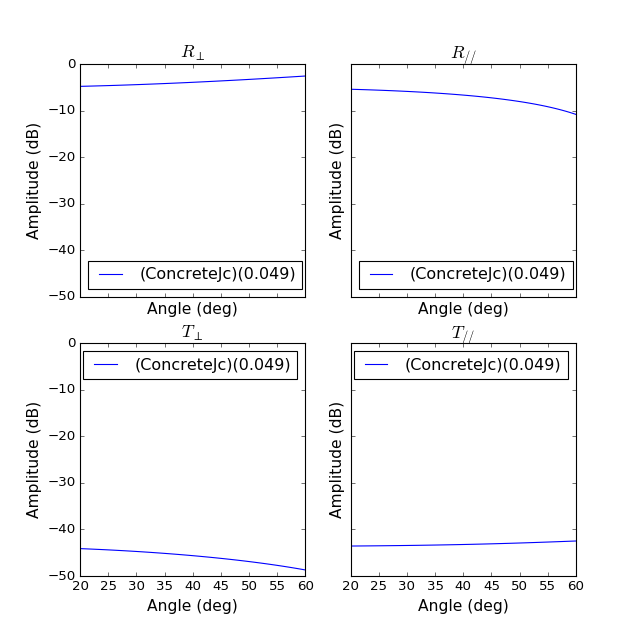 R⊥
R//
0
−10
−20
−30
−40
−50
Amplitude (dB)
Amplitude (dB)
(ConcreteJc)(0.049)
(ConcreteJc)(0.049)
Angle (deg)
Angle (deg)
T⊥
T//
0
−10
−20
−30
−40
−50
Amplitude (dB)
Amplitude (dB)
(ConcreteJc)(0.049)
(ConcreteJc)(0.049)
20 25 30 35 40 45 50 55 60
20 25 30 35 40 45 50 55 60
Angle (deg)
Angle (deg)